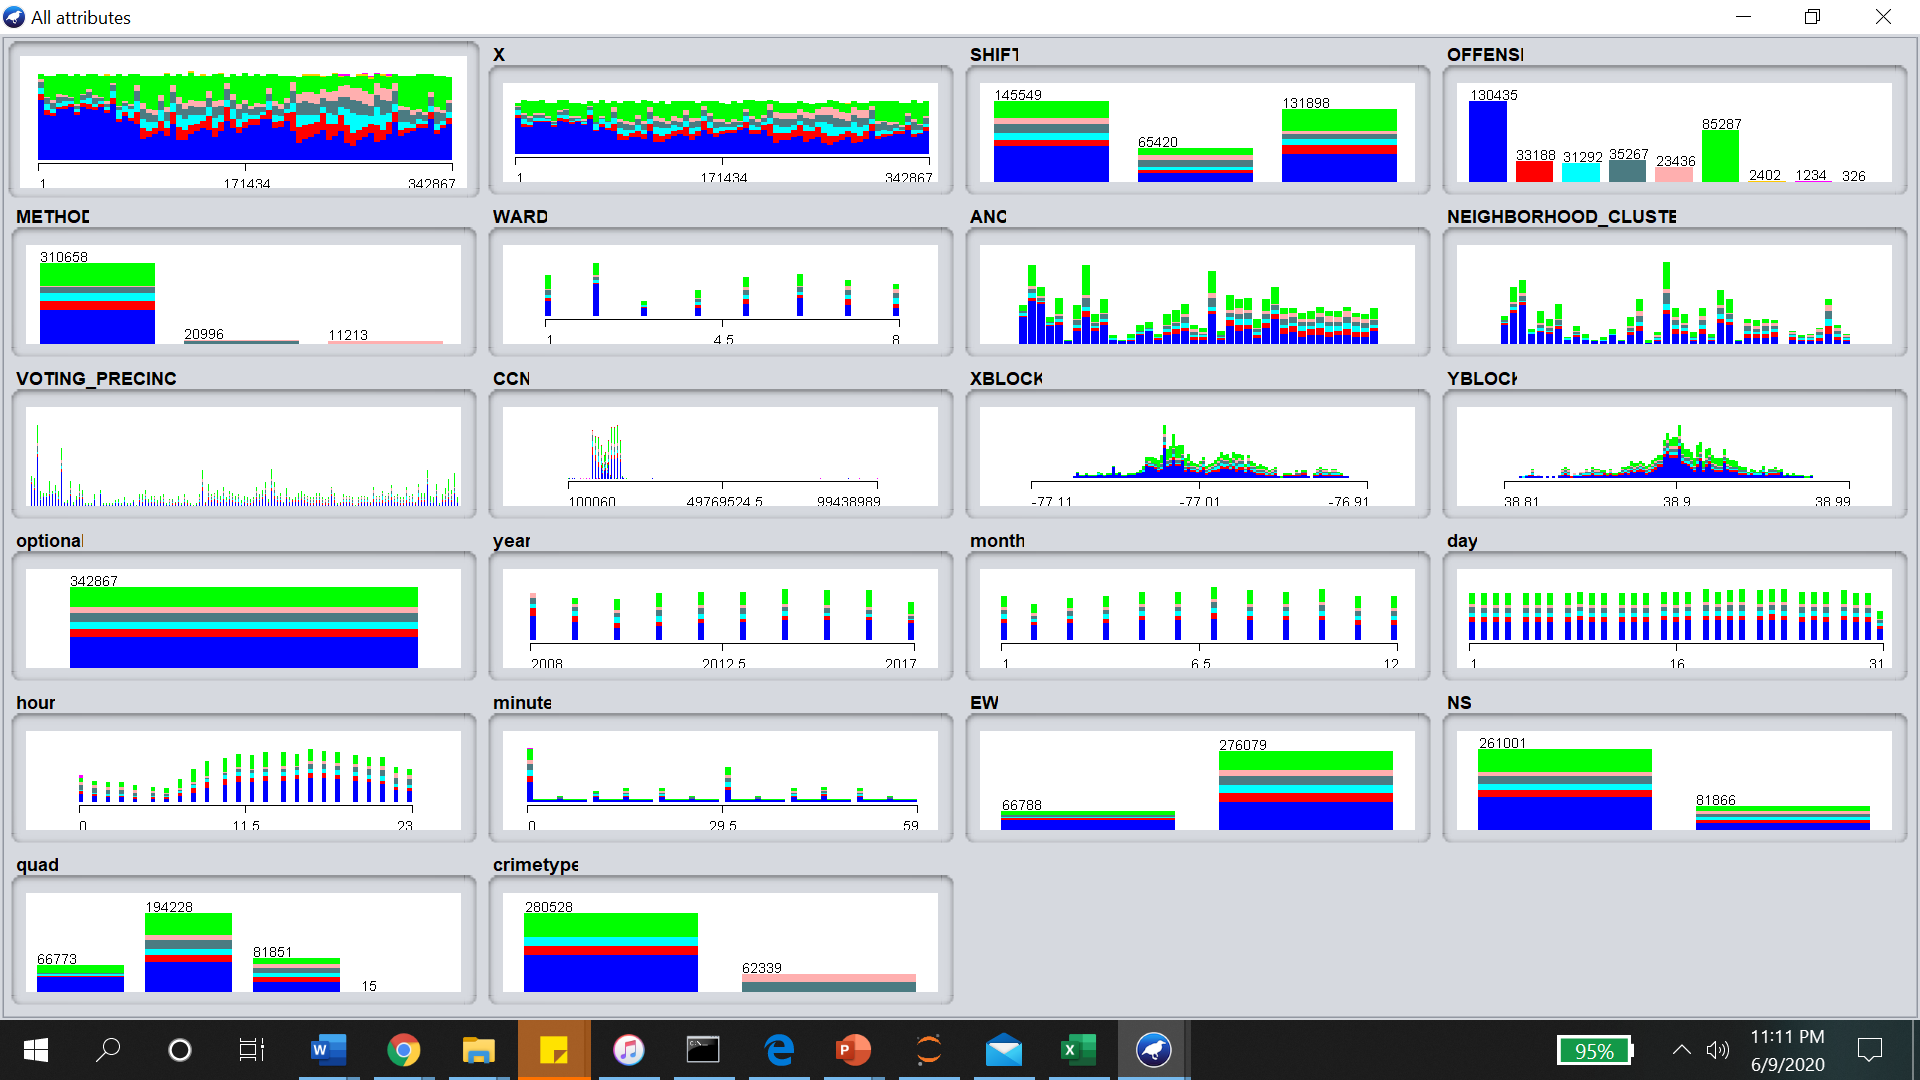 All attributes
X
SHIFT
OFFENSI
1 171434 342867
1 171434 342867
145549
65420
131898
130435
33188
31292
35267
23436
85287
2402
1234
326
METHOD
WARD
ANC
NEIGHBORHOOD_CLUSTE
310658
20996
11213
1 4.5 8
VOTING_PRECINC
CCN
XBLOCK
YBLOCK
100060 49769524.5 99438989
-77.11 -77.01 -76.91
38.81 38.9 38.99
optional
year
month
day
342867
2008 2012.5 2017
1 6.5 12
1 16 31
hour
minute
EW
NS
0 11.5 23
0 29.5 59
66788
276079
261001
81866
quad
crimetype
66773
194228
81851
15
280528
62339
95%
11:11 PM
6/9/2020